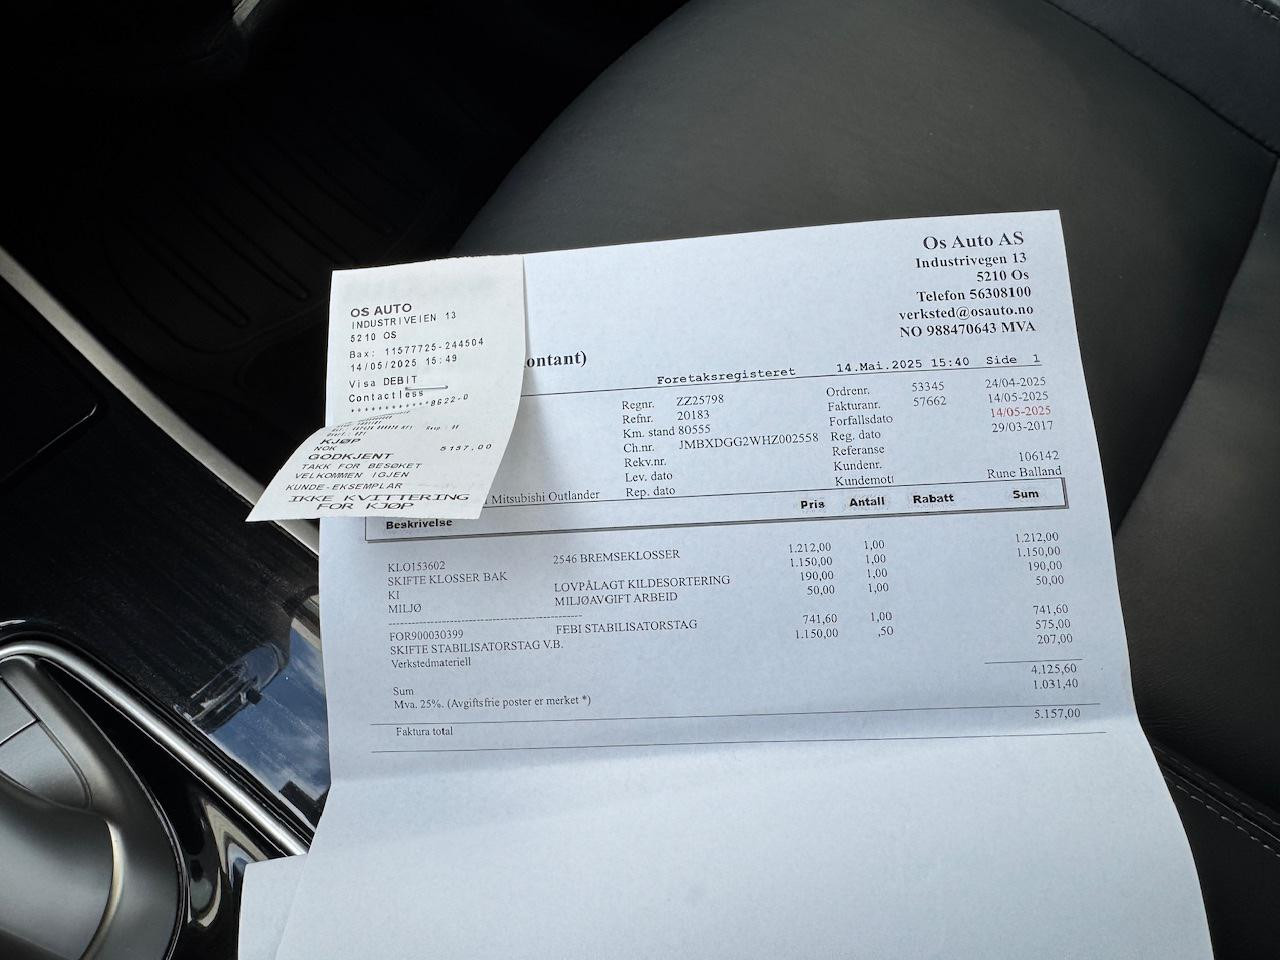 Os Auto AS
Industrivegen 13
5210 Os
Telefon 56308100
verksted@osauto.no
NO 988470643 MVA
OS AUTO
INDUSTRIVEIEN 13
5210 OS
Bax: 11577725-244504
14/05/2025 15:49
Visa DEBIT
Contactless
************8622-0
KJØP
NOK 5157,00
GODKJENT
TAKK FOR BESØKET
VELKOMMEN IGJEN
KUNDE-EKSEMPLAR
IKKE KVITTERING
FOR KJØP
ontant)
Foretaksregisteret 14.Mai.2025 15:40 Side 1
Regnr. ZZ25798
Refnr. 20183
Km. stand 80555
Ch.nr. JMBXDGG2WHZ002558
Rekv.nr.
Lev. dato
Rep. dato
Ordrenr. 53345 24/04-2025
Fakturanr. 57662 14/05-2025
Forfallsdato 14/05-2025
Reg. dato 29/03-2017
Referanse
Kundenr. 106142
Kundemott Rune Balland
Mitsubishi Outlander
Beskrivelse Pris Antall Rabatt Sum
KLO153602 2546 BREMSEKLOSSER 1.212,00 1,00 1.212,00
SKIFTE KLOSSER BAK 1.150,00 1,00 1.150,00
KI LOVPÅLAGT KILDESORTERING 190,00 1,00 190,00
MILJØ MILJØAVGIFT ARBEID 50,00 1,00 50,00
FOR900030399 FEBI STABILISATORSTAG 741,60 1,00 741,60
SKIFTE STABILISATORSTAG V.B. 1.150,00 ,50 575,00
Verkstedmateriell 207,00
Sum 4.125,60
Mva. 25%. (Avgiftsfrie poster er merket *) 1.031,40
Faktura total 5.157,00